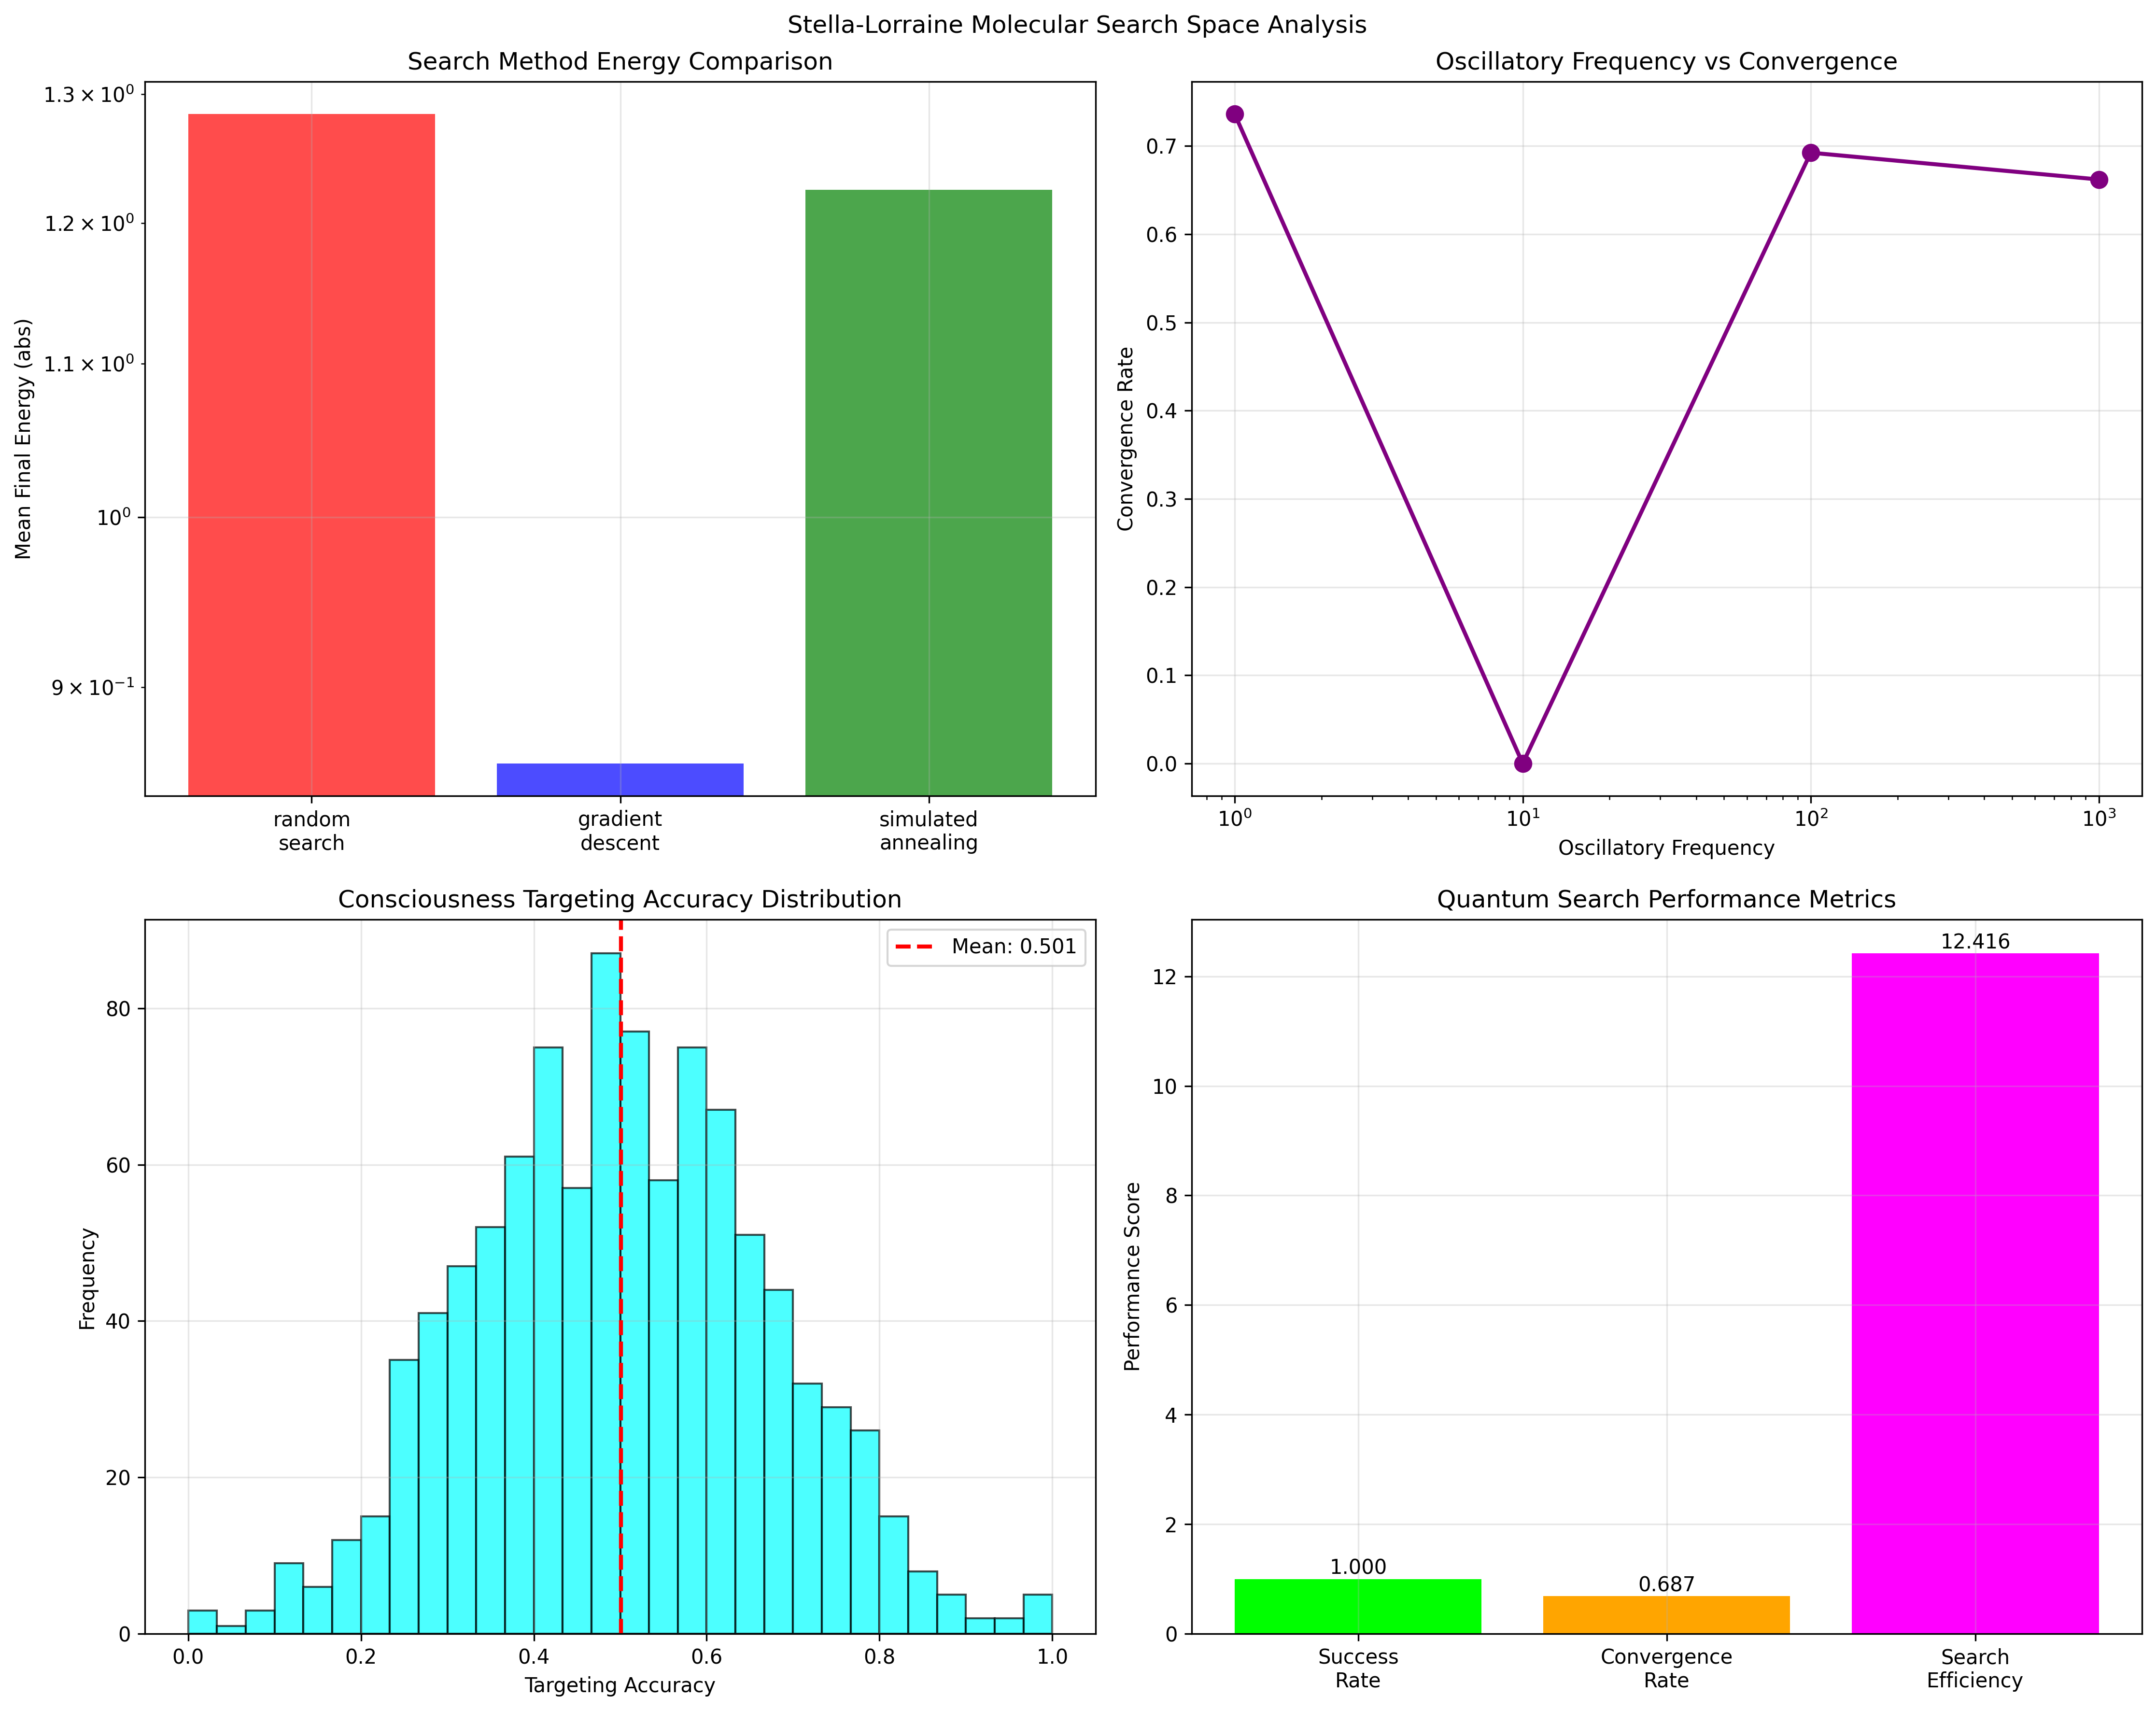 Stella-Lorraine Molecular Search Space Analysis
Search Method Energy Comparison
Mean Final Energy (abs)
1.3 × 10⁰
1.2 × 10⁰
1.1 × 10⁰
10⁰
9 × 10⁻¹
random
search
gradient
descent
simulated
annealing
Oscillatory Frequency vs Convergence
Convergence Rate
0.7
0.6
0.5
0.4
0.3
0.2
0.1
0.0
10⁰ 10¹ 10² 10³
Oscillatory Frequency
Consciousness Targeting Accuracy Distribution
Mean: 0.501
Frequency
80
60
40
20
0
0.0 0.2 0.4 0.6 0.8 1.0
Targeting Accuracy
Quantum Search Performance Metrics
Performance Score
12
10
8
6
4
2
0
1.000
0.687
12.416
Success
Rate
Convergence
Rate
Search
Efficiency